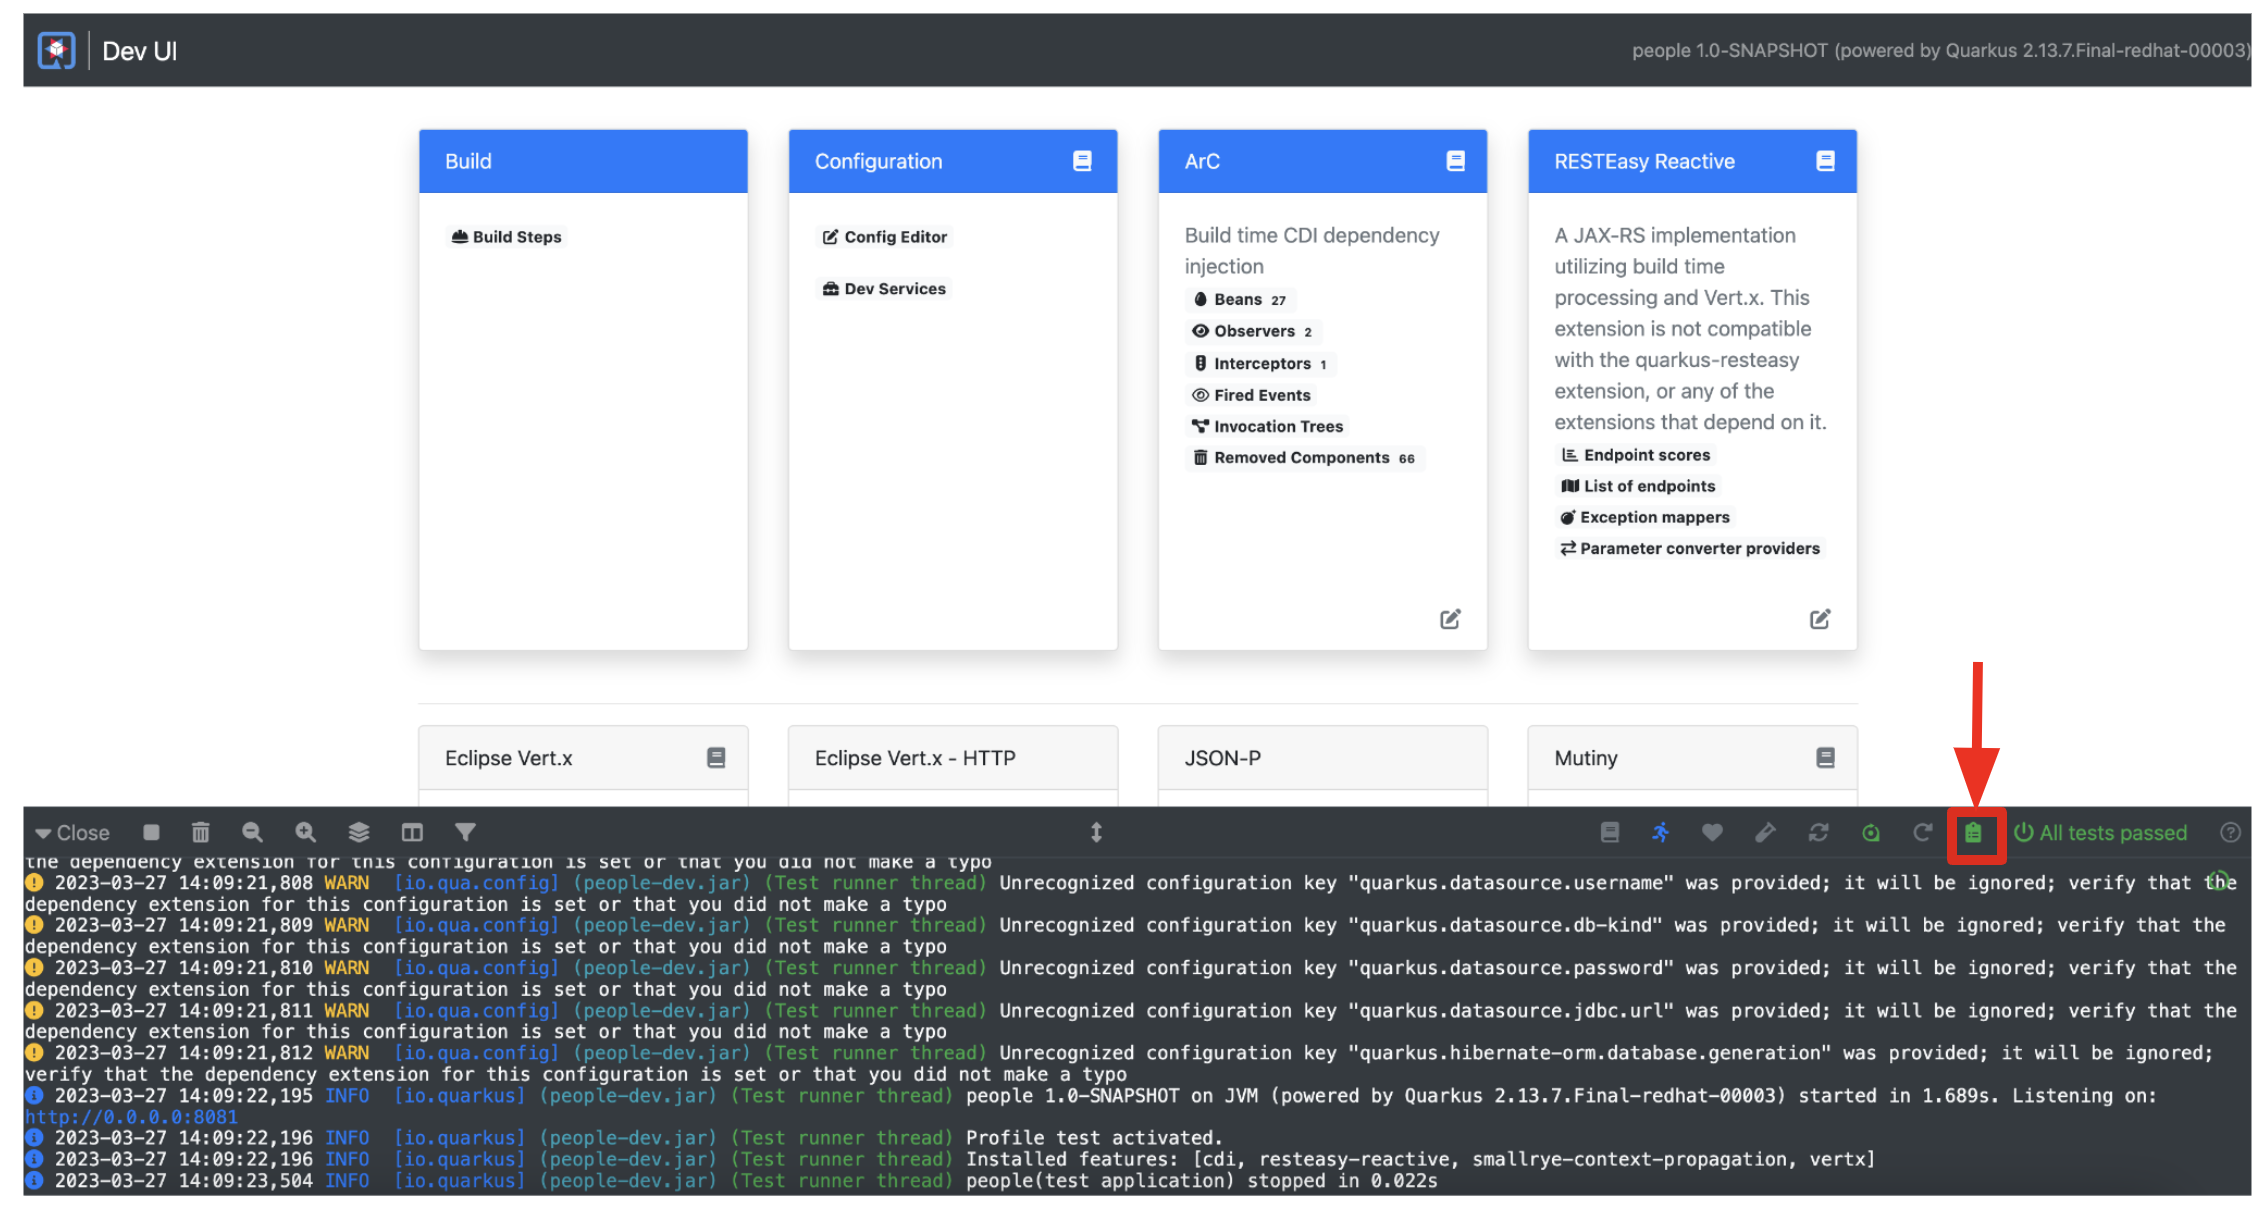 Dev UI
people 1.0-SNAPSHOT (powered by Quarkus 2.13.7.Final-redhat-00003)
Build
Build Steps
Configuration
Config Editor
Dev Services
ArC
Build time CDI dependency
injection
Beans 27
Observers 2
Interceptors 1
Fired Events
Invocation Trees
Removed Components 66
RESTEasy Reactive
A JAX-RS implementation
utilizing build time
processing and Vert.x. This
extension is not compatible
with the quarkus-resteasy
extension, or any of the
extensions that depend on it.
Endpoint scores
List of endpoints
Exception mappers
Parameter converter providers
Eclipse Vert.x
Eclipse Vert.x - HTTP
JSON-P
Mutiny
Close
All tests passed
the dependency extension for this configuration is set or that you did not make a typo
2023-03-27 14:09:21,808 WARN [io.qua.config] (people-dev.jar) (Test runner thread) Unrecognized configuration key "quarkus.datasource.username" was provided; it will be ignored; verify that the
dependency extension for this configuration is set or that you did not make a typo
2023-03-27 14:09:21,809 WARN [io.qua.config] (people-dev.jar) (Test runner thread) Unrecognized configuration key "quarkus.datasource.db-kind" was provided; it will be ignored; verify that the
dependency extension for this configuration is set or that you did not make a typo
2023-03-27 14:09:21,810 WARN [io.qua.config] (people-dev.jar) (Test runner thread) Unrecognized configuration key "quarkus.datasource.password" was provided; it will be ignored; verify that the
dependency extension for this configuration is set or that you did not make a typo
2023-03-27 14:09:21,811 WARN [io.qua.config] (people-dev.jar) (Test runner thread) Unrecognized configuration key "quarkus.datasource.jdbc.url" was provided; it will be ignored; verify that the
dependency extension for this configuration is set or that you did not make a typo
2023-03-27 14:09:21,812 WARN [io.qua.config] (people-dev.jar) (Test runner thread) Unrecognized configuration key "quarkus.hibernate-orm.database.generation" was provided; it will be ignored;
verify that the dependency extension for this configuration is set or that you did not make a typo
2023-03-27 14:09:22,195 INFO [io.quarkus] (people-dev.jar) (Test runner thread) people 1.0-SNAPSHOT on JVM (powered by Quarkus 2.13.7.Final-redhat-00003) started in 1.689s. Listening on:
http://0.0.0.0:8081
2023-03-27 14:09:22,196 INFO [io.quarkus] (people-dev.jar) (Test runner thread) Profile test activated.
2023-03-27 14:09:22,196 INFO [io.quarkus] (people-dev.jar) (Test runner thread) Installed features: [cdi, resteasy-reactive, smallrye-context-propagation, vertx]
2023-03-27 14:09:23,504 INFO [io.quarkus] (people-dev.jar) (Test runner thread) people(test application) stopped in 0.022s